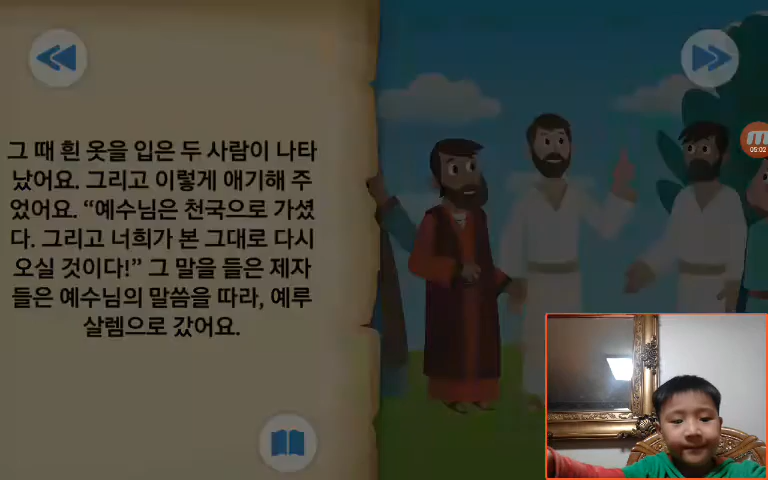 그 때 흰 옷을 입은 두 사람이 나타
났어요. 그리고 이렇게 얘기해 주
었어요. “예수님은 천국으로 가셨
다. 그리고 너희가 본 그대로 다시
오실 것이다!” 그 말을 들은 제자
들은 예수님의 말씀을 따라, 예루
살렘으로 갔어요.
05:02